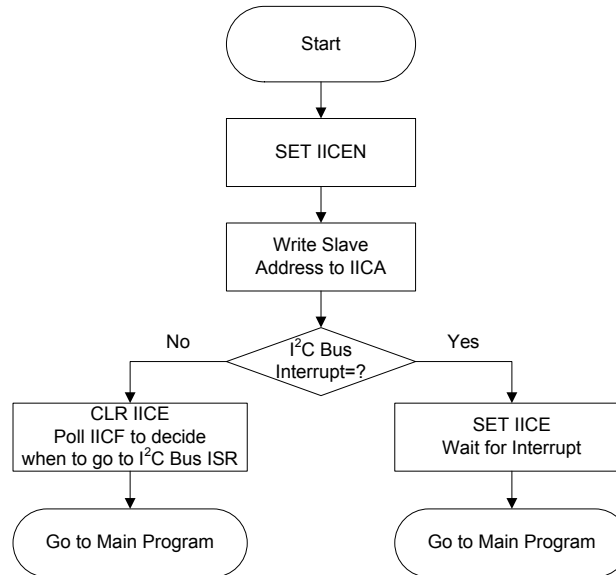 Start
SET IICEN
Write Slave
Address to IICA
No
I²C Bus
Interrupt=?
Yes
CLR IICE
Poll IICF to decide
when to go to I²C Bus ISR
SET IICE
Wait for Interrupt
Go to Main Program
Go to Main Program